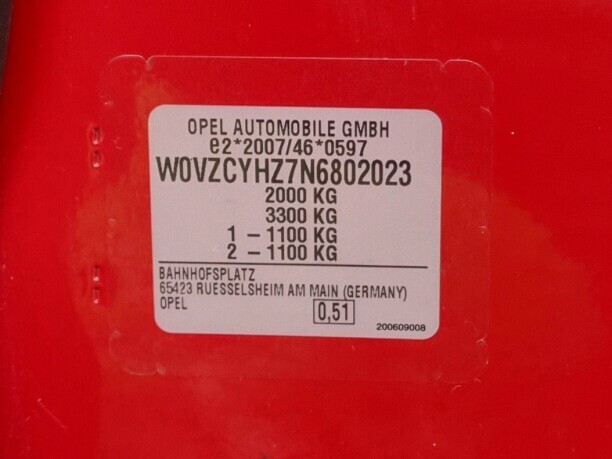 OPEL AUTOMOBILE GMBH
e2*2007/46*0597
W0VZCYHZ7N6802023
2000 KG
3300 KG
1 – 1100 KG
2 – 1100 KG
BAHNHOFSPLATZ
65423 RUESSELSHEIM AM MAIN (GERMANY)
OPEL 0,51
200609008